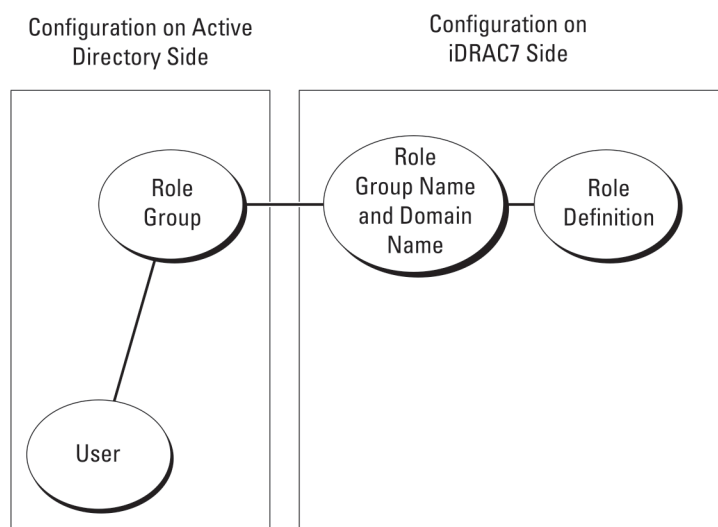 Configuration on Active
Directory Side
Configuration on
iDRAC7 Side
Role
Group
Role
Group Name
and Domain
Name
Role
Definition
User